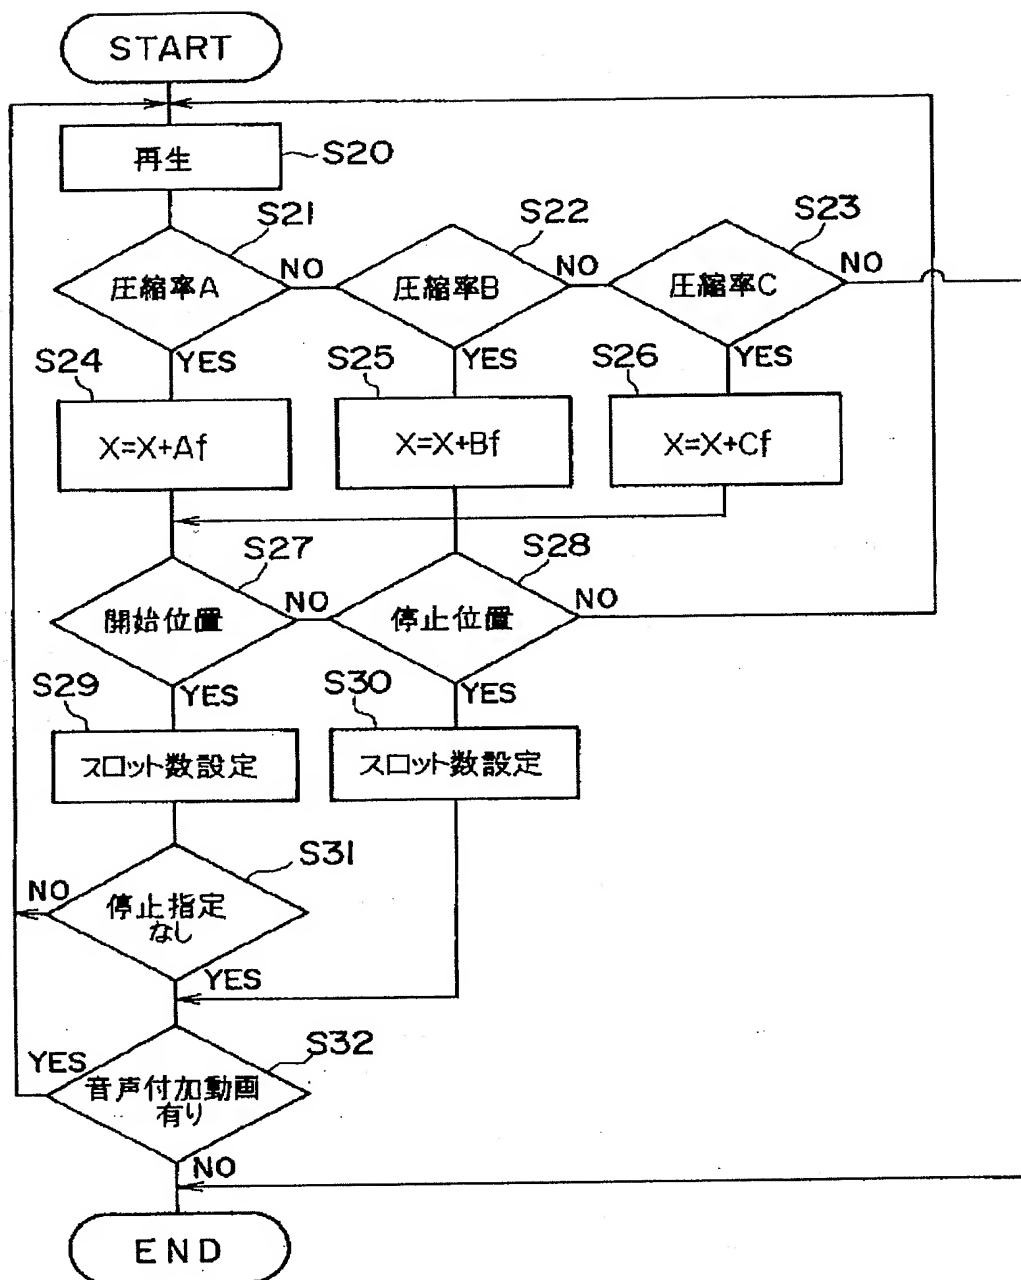 START
再生
S20
S21
S22
S23
圧縮率A
NO
圧縮率B
NO
圧縮率C
NO
YES
YES
YES
S24
S25
S26
X=X+Af
X=X+Bf
X=X+Cf
S27
S28
開始位置
NO
停止位置
NO
YES
YES
S29
S30
スロット数設定
スロット数設定
S31
NO
停止指定
なし
YES
S32
YES
音声付加動画
有り
NO
END